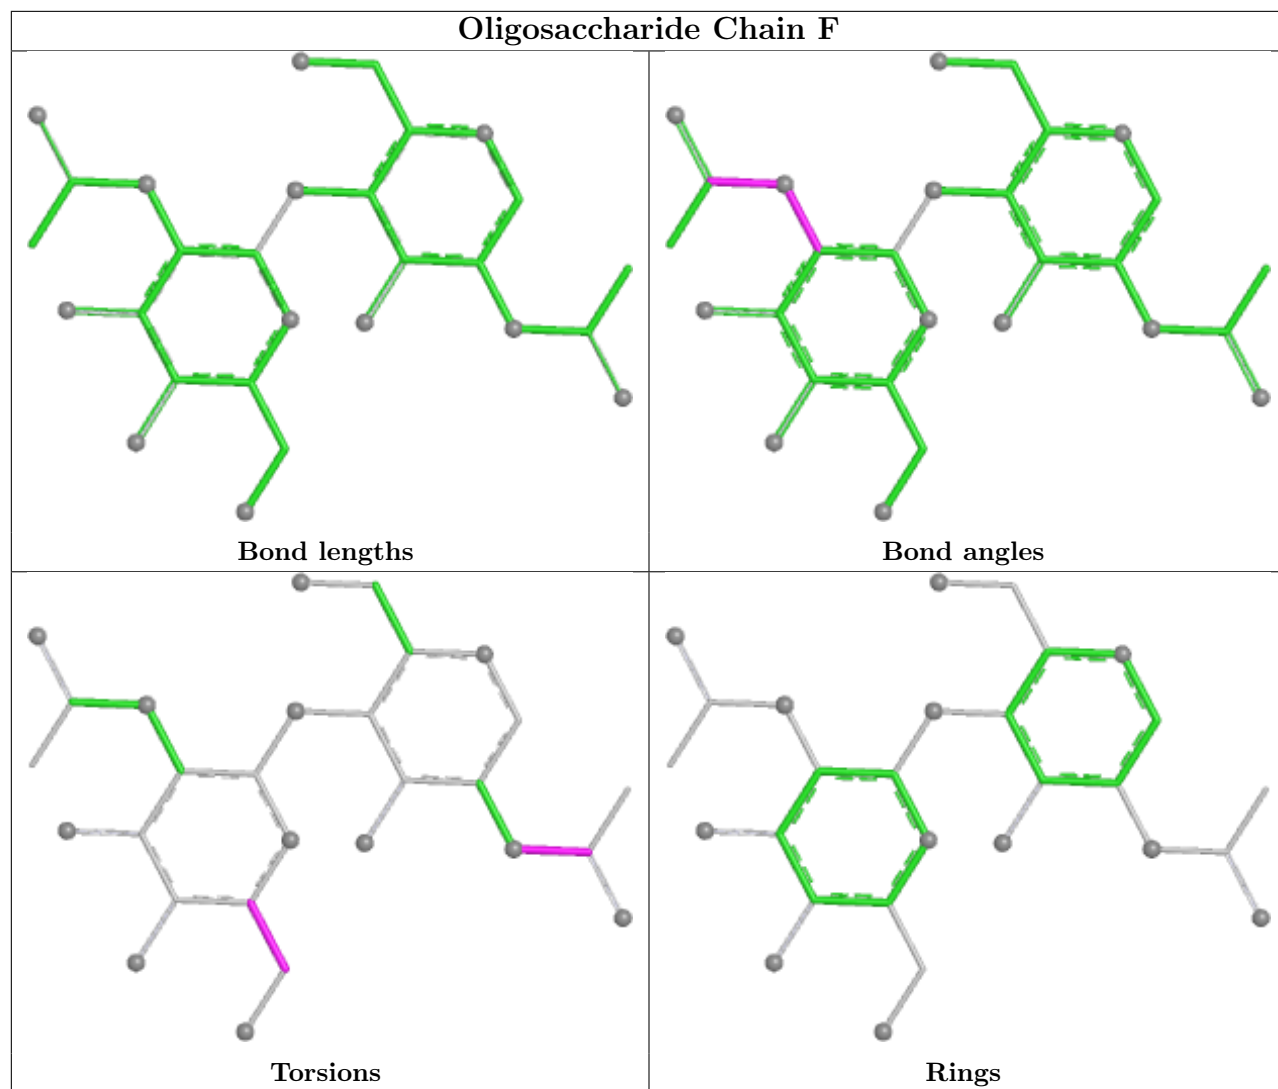 Oligosaccharide Chain F
Bond lengths
Bond angles
Torsions
Rings